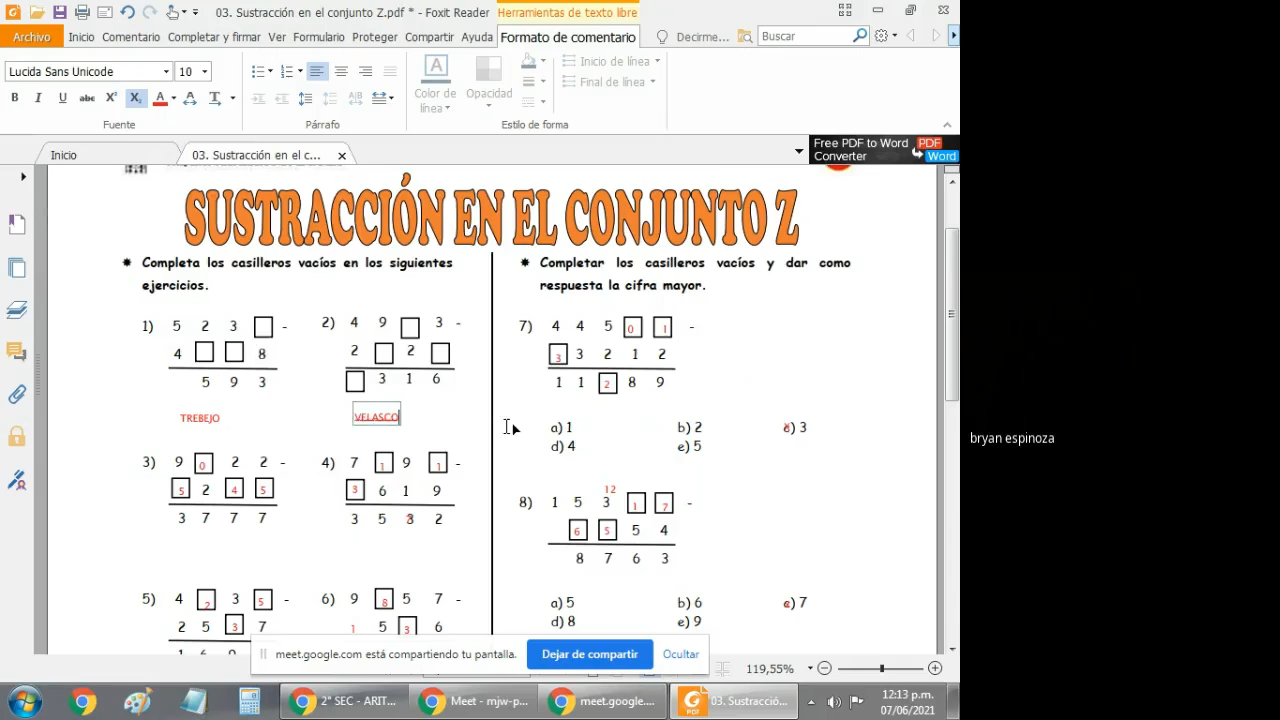 03. Sustracción en el conjunto Z.pdf * - Foxit Reader
Herramientas de texto libre
Archivo Inicio Comentario Completar y firmar Ver Formulario Proteger Compartir Ayuda Formato de comentario Decirme... Buscar
Lucida Sans Unicode 10
Inicio de línea
Final de línea
Color de línea
Opacidad
Fuente Párrafo Estilo de forma
Inicio
03. Sustracción en el c...
Free PDF to Word Converter
PDF
Word
SUSTRACCIÓN EN EL CONJUNTO Z
Completa los casilleros vacíos en los siguientes
ejercicios.
1) 5 2 3 -
4 8
5 9 3
TREBEJO
2) 4 9 3 -
2 2
3 1 6
VELASCO
3) 9 0 2 2 -
5 2 4 5
3 7 7 7
4) 7 1 9 1 -
3 6 1 9
3 5 2
5) 4 2 3 5 -
2 5 3 7
1 6 9
6) 9 8 5 7 -
1 5 3 6
Completar los casilleros vacíos y dar como
respuesta la cifra mayor.
7) 4 4 5 0 1 -
3 3 2 1 2
1 1 2 8 9
a) 1 b) 2 c) 3
d) 4 e) 5
12
8) 1 5 3 1 7 -
6 5 5 4
8 7 6 3
a) 5 b) 6 c) 7
d) 8 e) 9
bryan espinoza
meet.google.com está compartiendo tu pantalla.
Dejar de compartir
Ocultar
119,55%
2° SEC - ARIT...
Meet - mjw-p...
meet.google....
03. Sustracció...
12:13 p.m.
07/06/2021